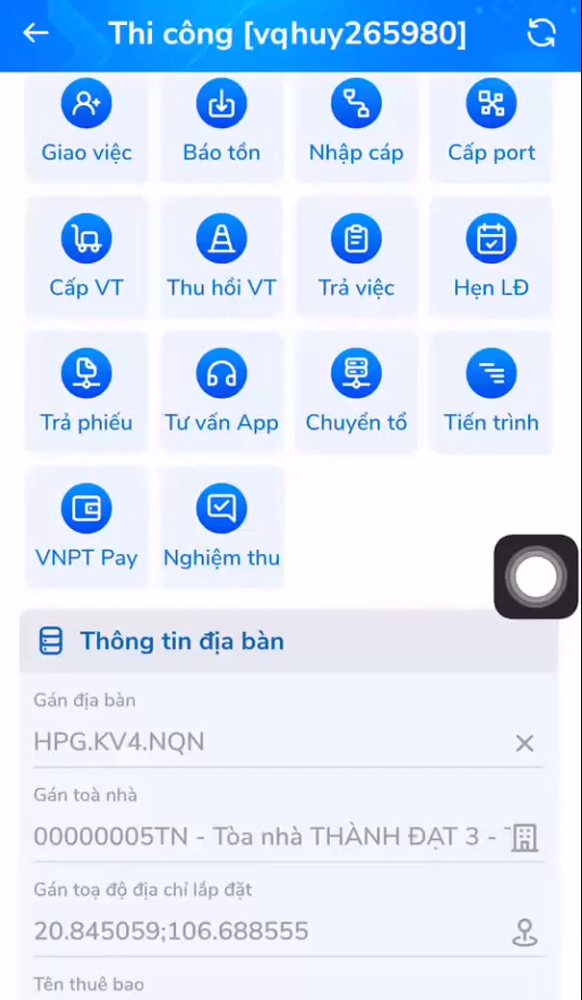 Thi công [vqhuy265980]
Giao việc Báo tồn Nhập cáp Cấp port
Cấp VT Thu hồi VT Trả việc Hẹn LĐ
Trả phiếu Tư vấn App Chuyển tổ Tiến trình
VNPT Pay Nghiệm thu
Thông tin địa bàn
Gán địa bàn
HPG.KV4.NQN
Gán toà nhà
00000005TN - Tòa nhà THÀNH ĐẠT 3 -
Gán toạ độ địa chỉ lắp đặt
20.845059;106.688555
Tên thuê bao